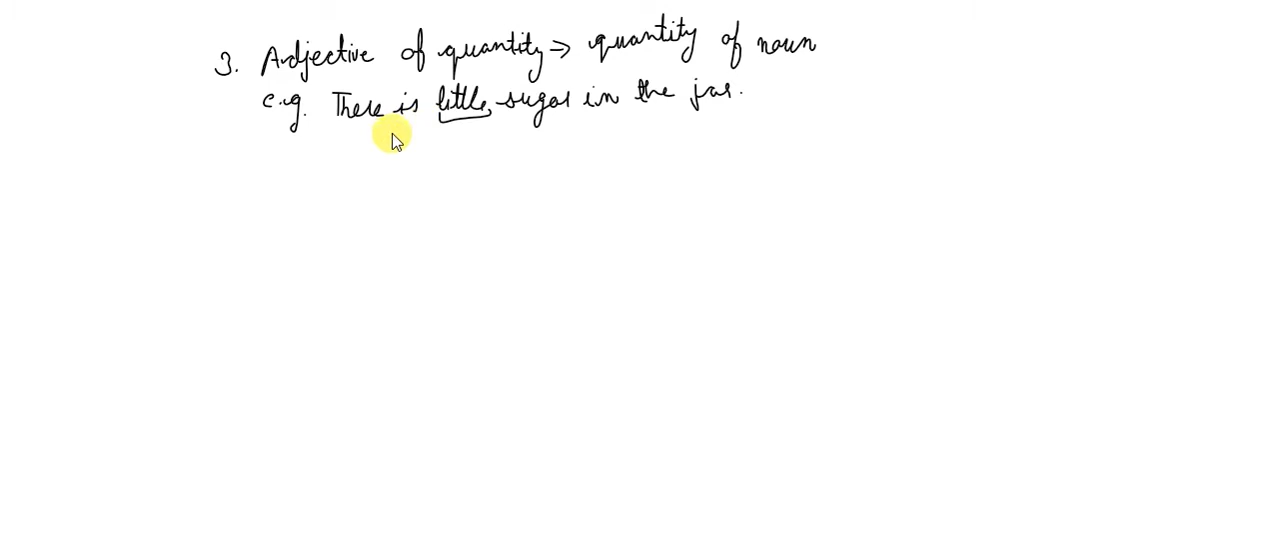 3. Adjective of quantity → quantity of noun
e.g. There is little sugar in the jar.